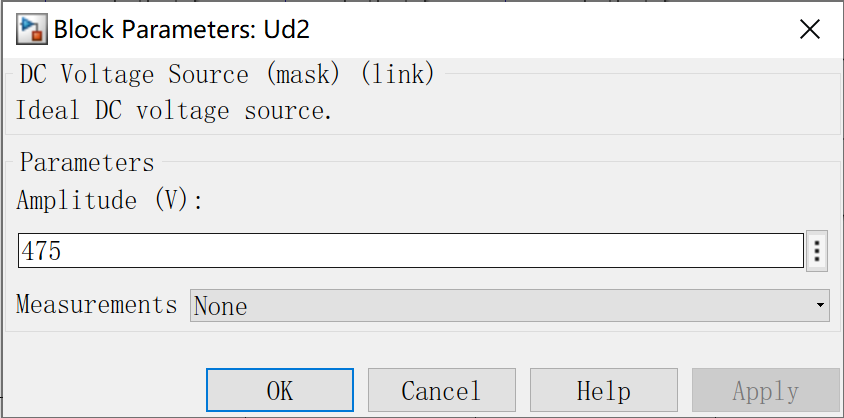 Block Parameters: Ud2
DC Voltage Source (mask) (link)
Ideal DC voltage source.
Parameters
Amplitude (V):
475
Measurements None
OK Cancel Help Apply